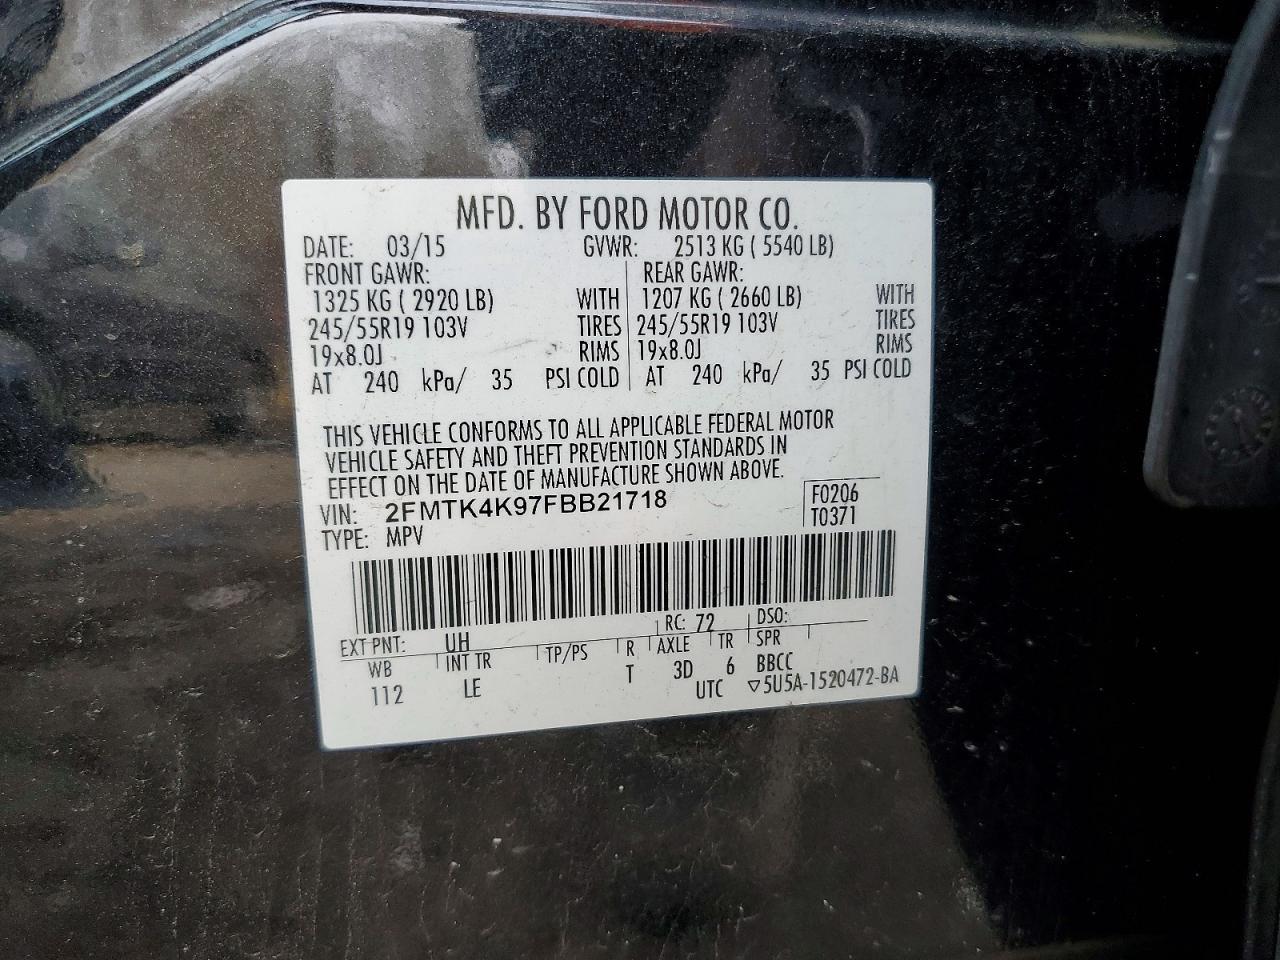 MFD. BY FORD MOTOR CO.
DATE: 03/15 GVWR: 2513 KG ( 5540 LB)
FRONT GAWR: REAR GAWR:
1325 KG ( 2920 LB) WITH 1207 KG ( 2660 LB) WITH
245/55R19 103V TIRES 245/55R19 103V TIRES
19x8.0J RIMS 19x8.0J RIMS
AT 240 kPa/ 35 PSI COLD AT 240 kPa/ 35 PSI COLD
THIS VEHICLE CONFORMS TO ALL APPLICABLE FEDERAL MOTOR
VEHICLE SAFETY AND THEFT PREVENTION STANDARDS IN
EFFECT ON THE DATE OF MANUFACTURE SHOWN ABOVE.
VIN: 2FMTK4K97FBB21718 F0206
TYPE: MPV T0371
EXT PNT: UH RC: 72 DSO:
WB INT TR TP/PS R AXLE TR SPR
112 LE T 3D 6 BBCC
UTC ▽5U5A-1520472-BA